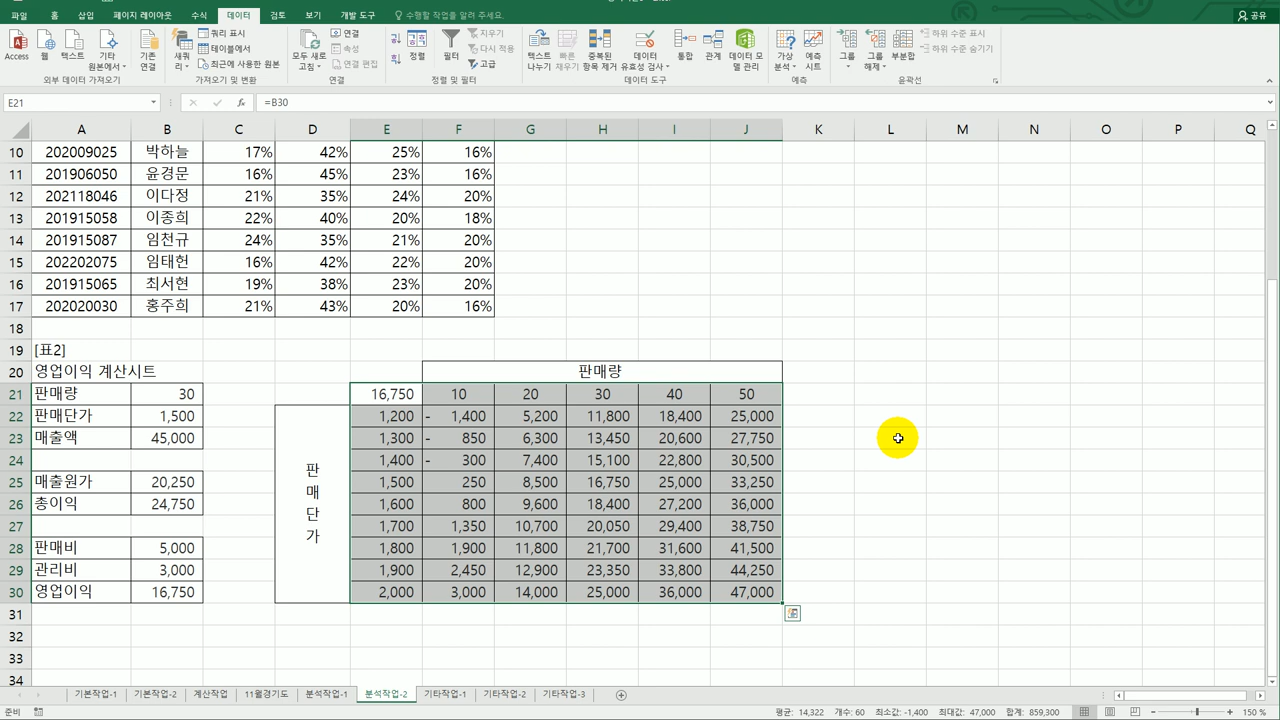 파일 홈 삽입 페이지 레이아웃 수식 데이터 검토 보기 개발 도구 수행할 작업을 알려 주세요. 공유
Access 웹 텍스트 기타 원본에서 기존 연결 새쿼리 쿼리 표시 테이블에서 최근에 사용한 원본 모두 새로 고침 연결 속성 연결 편집 정렬 필터 지우기 다시 적용 고급 텍스트 나누기 빠른 채우기 중복된 항목 제거 데이터 유효성 검사 통합 관계 데이터 모델 관리 가상 분석 예측 시트 그룹 그룹 해제 부분합 하위 수준 표시 하위 수준 숨기기
외부 데이터 가져오기 가져오기 및 변환 연결 정렬 및 필터 데이터 도구 예측 윤곽선
E21 fx =B30
A B C D E F G H I J K L M N O P Q
10 202009025 박하늘 17% 42% 25% 16%
11 201906050 윤경문 16% 45% 23% 16%
12 202118046 이다정 21% 35% 24% 20%
13 201915058 이종희 22% 40% 20% 18%
14 201915087 임천규 24% 35% 21% 20%
15 202202075 임태헌 16% 42% 22% 20%
16 201915065 최서현 19% 38% 23% 20%
17 202020030 홍주희 21% 43% 20% 16%
18
19 [표2]
20 영업이익 계산시트 판매량
21 판매량 30 16,750 10 20 30 40 50
22 판매단가 1,500 1,200 - 1,400 5,200 11,800 18,400 25,000
23 매출액 45,000 1,300 - 850 6,300 13,450 20,600 27,750
24 판매단가 1,400 - 300 7,400 15,100 22,800 30,500
25 매출원가 20,250 1,500 250 8,500 16,750 25,000 33,250
26 총이익 24,750 1,600 800 9,600 18,400 27,200 36,000
27 1,700 1,350 10,700 20,050 29,400 38,750
28 판매비 5,000 1,800 1,900 11,800 21,700 31,600 41,500
29 관리비 3,000 1,900 2,450 12,900 23,350 33,800 44,250
30 영업이익 16,750 2,000 3,000 14,000 25,000 36,000 47,000
31
32
33
34
기본작업-1 기본작업-2 계산작업 11월경기도 분석작업-1 분석작업-2 기타작업-1 기타작업-2 기타작업-3
준비 평균: 14,322 개수: 60 최소값: -1,400 최대값: 47,000 합계: 859,300 150 %